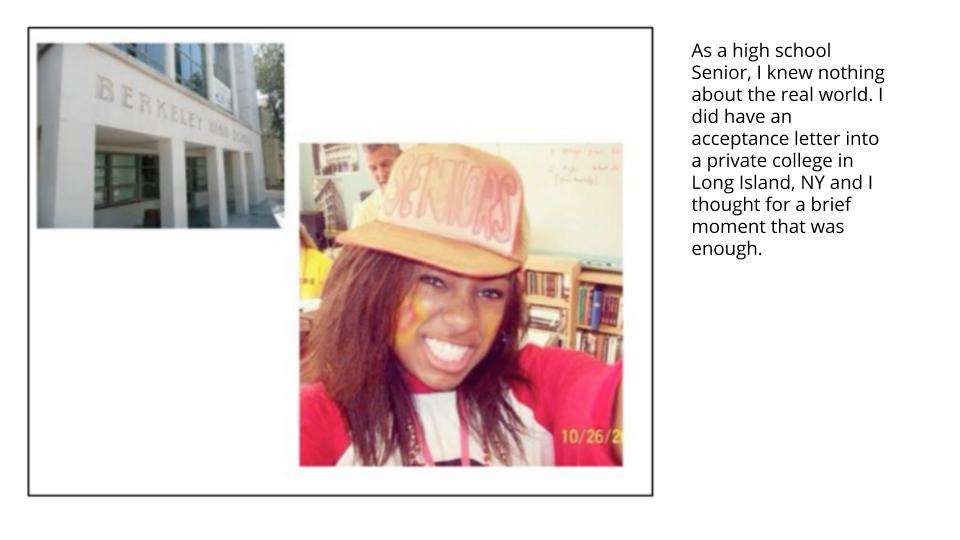 BERKELEY HIGH SCHOOL
SENIORS
10/26/2
As a high school
Senior, I knew nothing
about the real world. I
did have an
acceptance letter into
a private college in
Long Island, NY and I
thought for a brief
moment that was
enough.